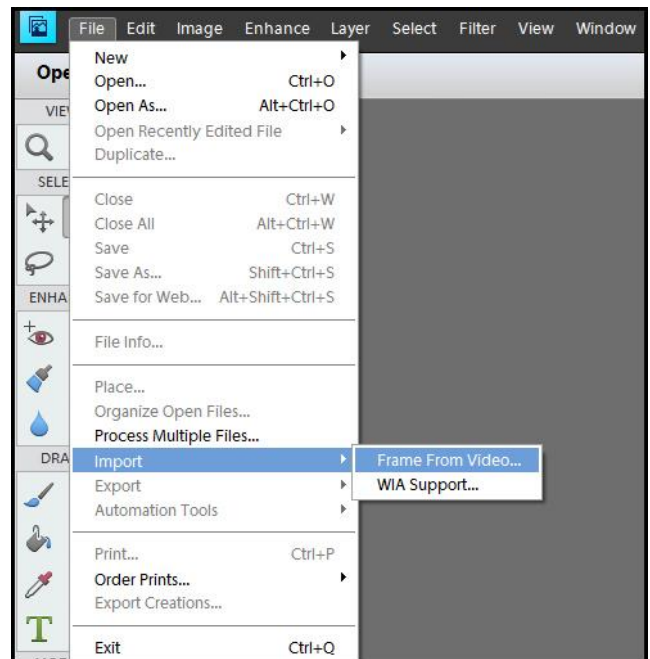 File Edit Image Enhance Layer Select Filter View Window
Ope
New
Open... Ctrl+O
VIE
Open As... Alt+Ctrl+O
Open Recently Edited File
Duplicate...
SELE
Close Ctrl+W
Close All Alt+Ctrl+W
Save Ctrl+S
Save As... Shift+Ctrl+S
ENHA
Save for Web... Alt+Shift+Ctrl+S
File Info...
Place...
Organize Open Files...
Process Multiple Files...
DRA
Import
Frame From Video...
Export
WIA Support...
Automation Tools
Print... Ctrl+P
Order Prints...
Export Creations...
T
Exit Ctrl+Q